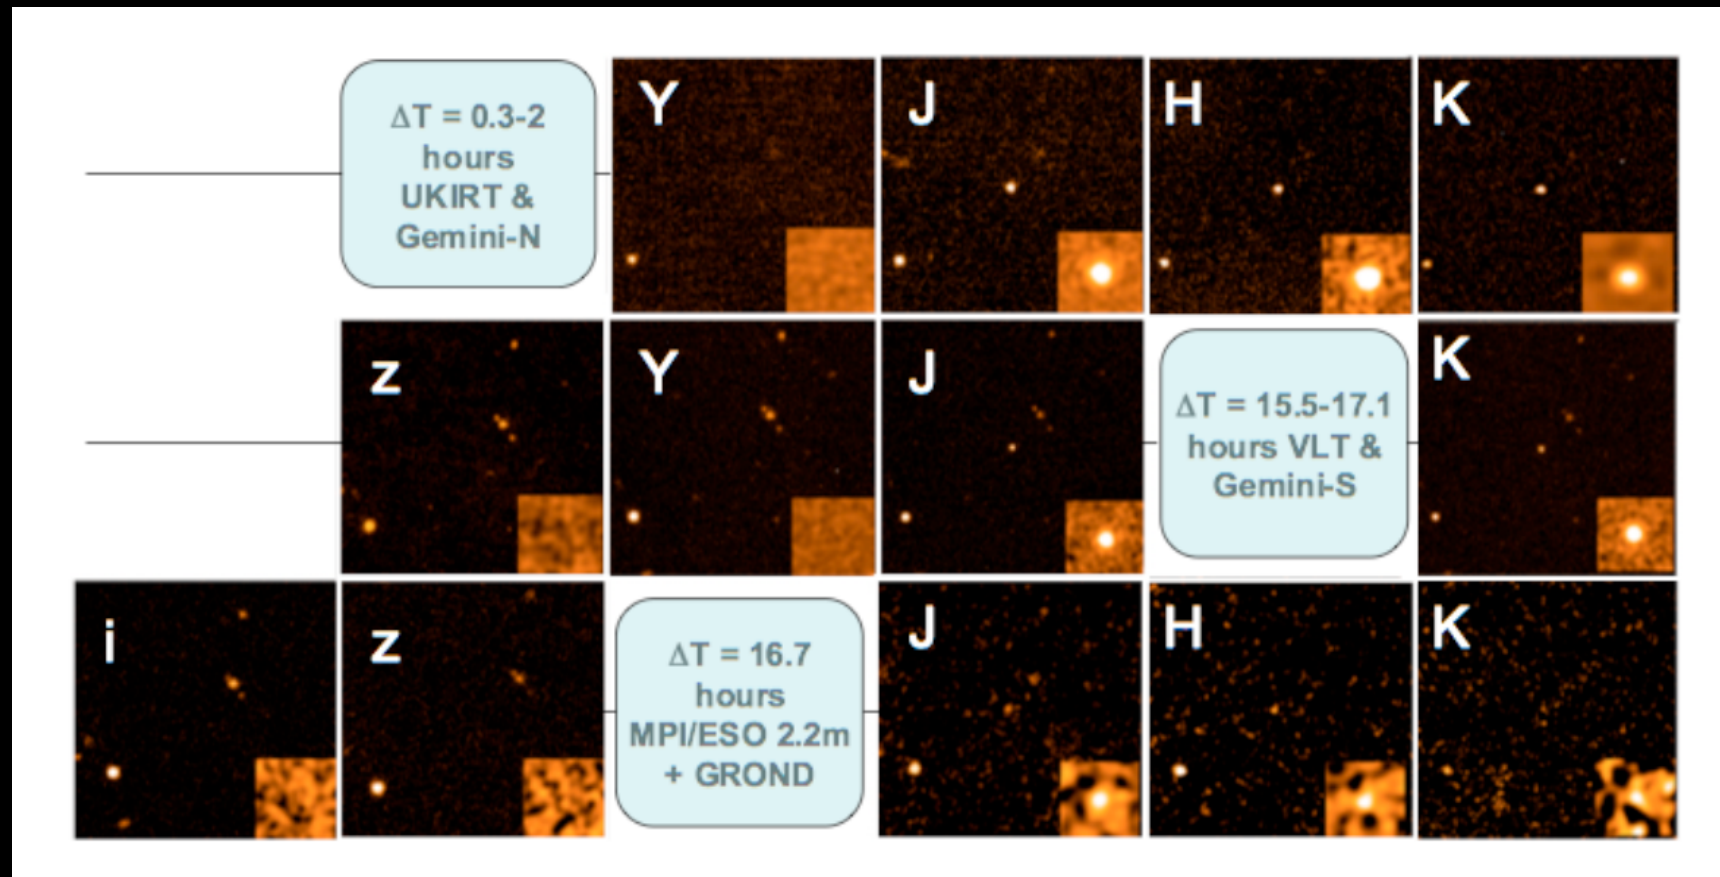 ΔT = 0.3-2
hours
UKIRT &
Gemini-N
Y
J
H
K
z
Y
J
ΔT = 15.5-17.1
hours VLT &
Gemini-S
K
i
z
ΔT = 16.7
hours
MPI/ESO 2.2m
+ GROND
J
H
K